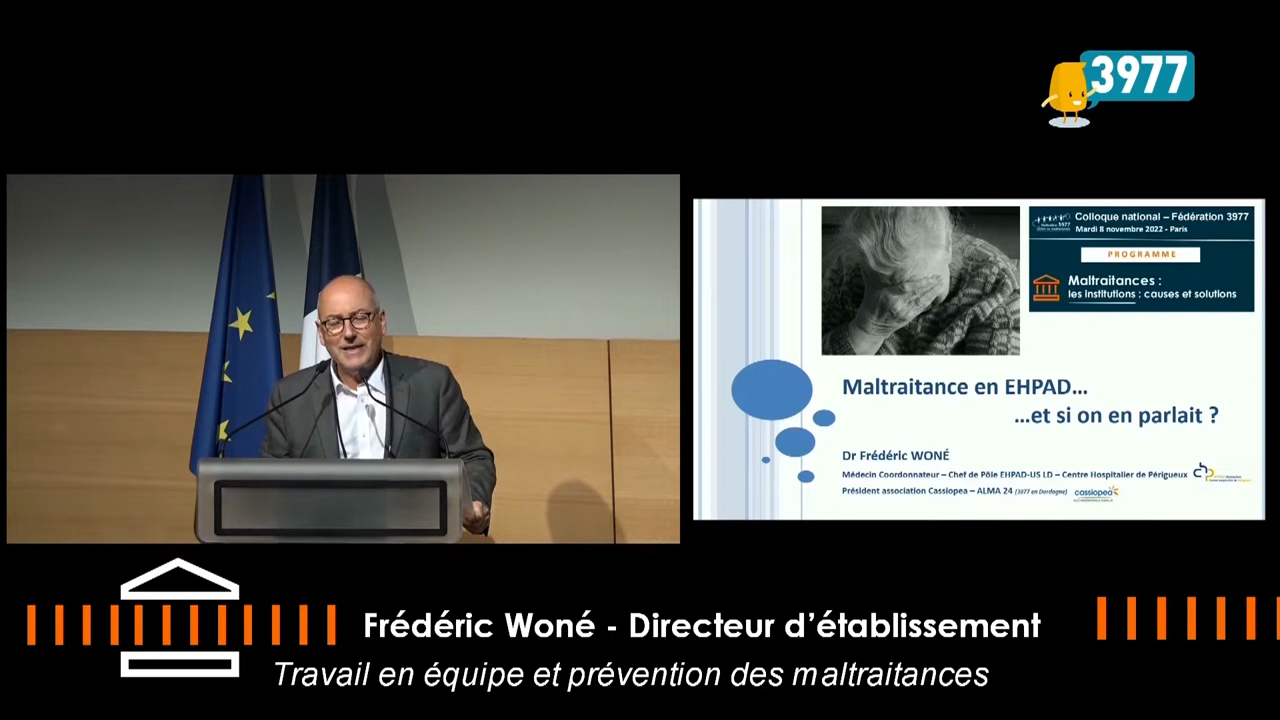 3977
Colloque national – Fédération 3977
Mardi 8 novembre 2022 - Paris
PROGRAMME
Maltraitances :
les institutions : causes et solutions
Maltraitance en EHPAD…
…et si on en parlait ?
Dr Frédéric WONÉ
Médecin Coordonnateur – Chef de Pôle EHPAD-USLD – Centre Hospitalier de Périgueux
Président association Cassiopea – ALMA 24 (3977 en Dordogne)
cassiopea
Frédéric Woné - Directeur d’établissement
Travail en équipe et prévention des maltraitances